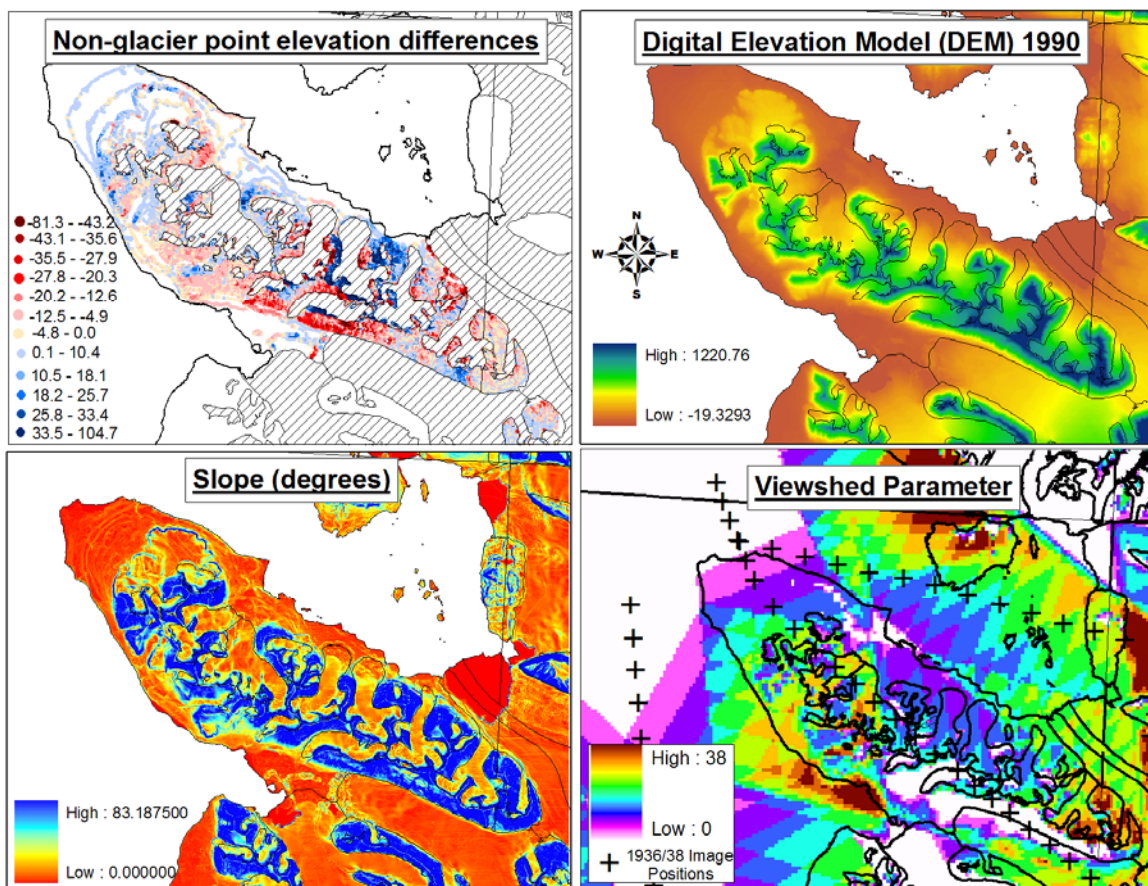 Non-glacier point elevation differences
-81.3 - -43.2
-43.1 - -35.6
-35.5 - -27.9
-27.8 - -20.3
-20.2 - -12.6
-12.5 - -4.9
-4.8 - 0.0
0.1 - 10.4
10.5 - 18.1
18.2 - 25.7
25.8 - 33.4
33.5 - 104.7
Digital Elevation Model (DEM) 1990
N
W E
S
High : 1220.76
Low : -19.3293
Slope (degrees)
High : 83.187500
Low : 0.000000
Viewshed Parameter
High : 38
Low : 0
1936/38 Image
Positions